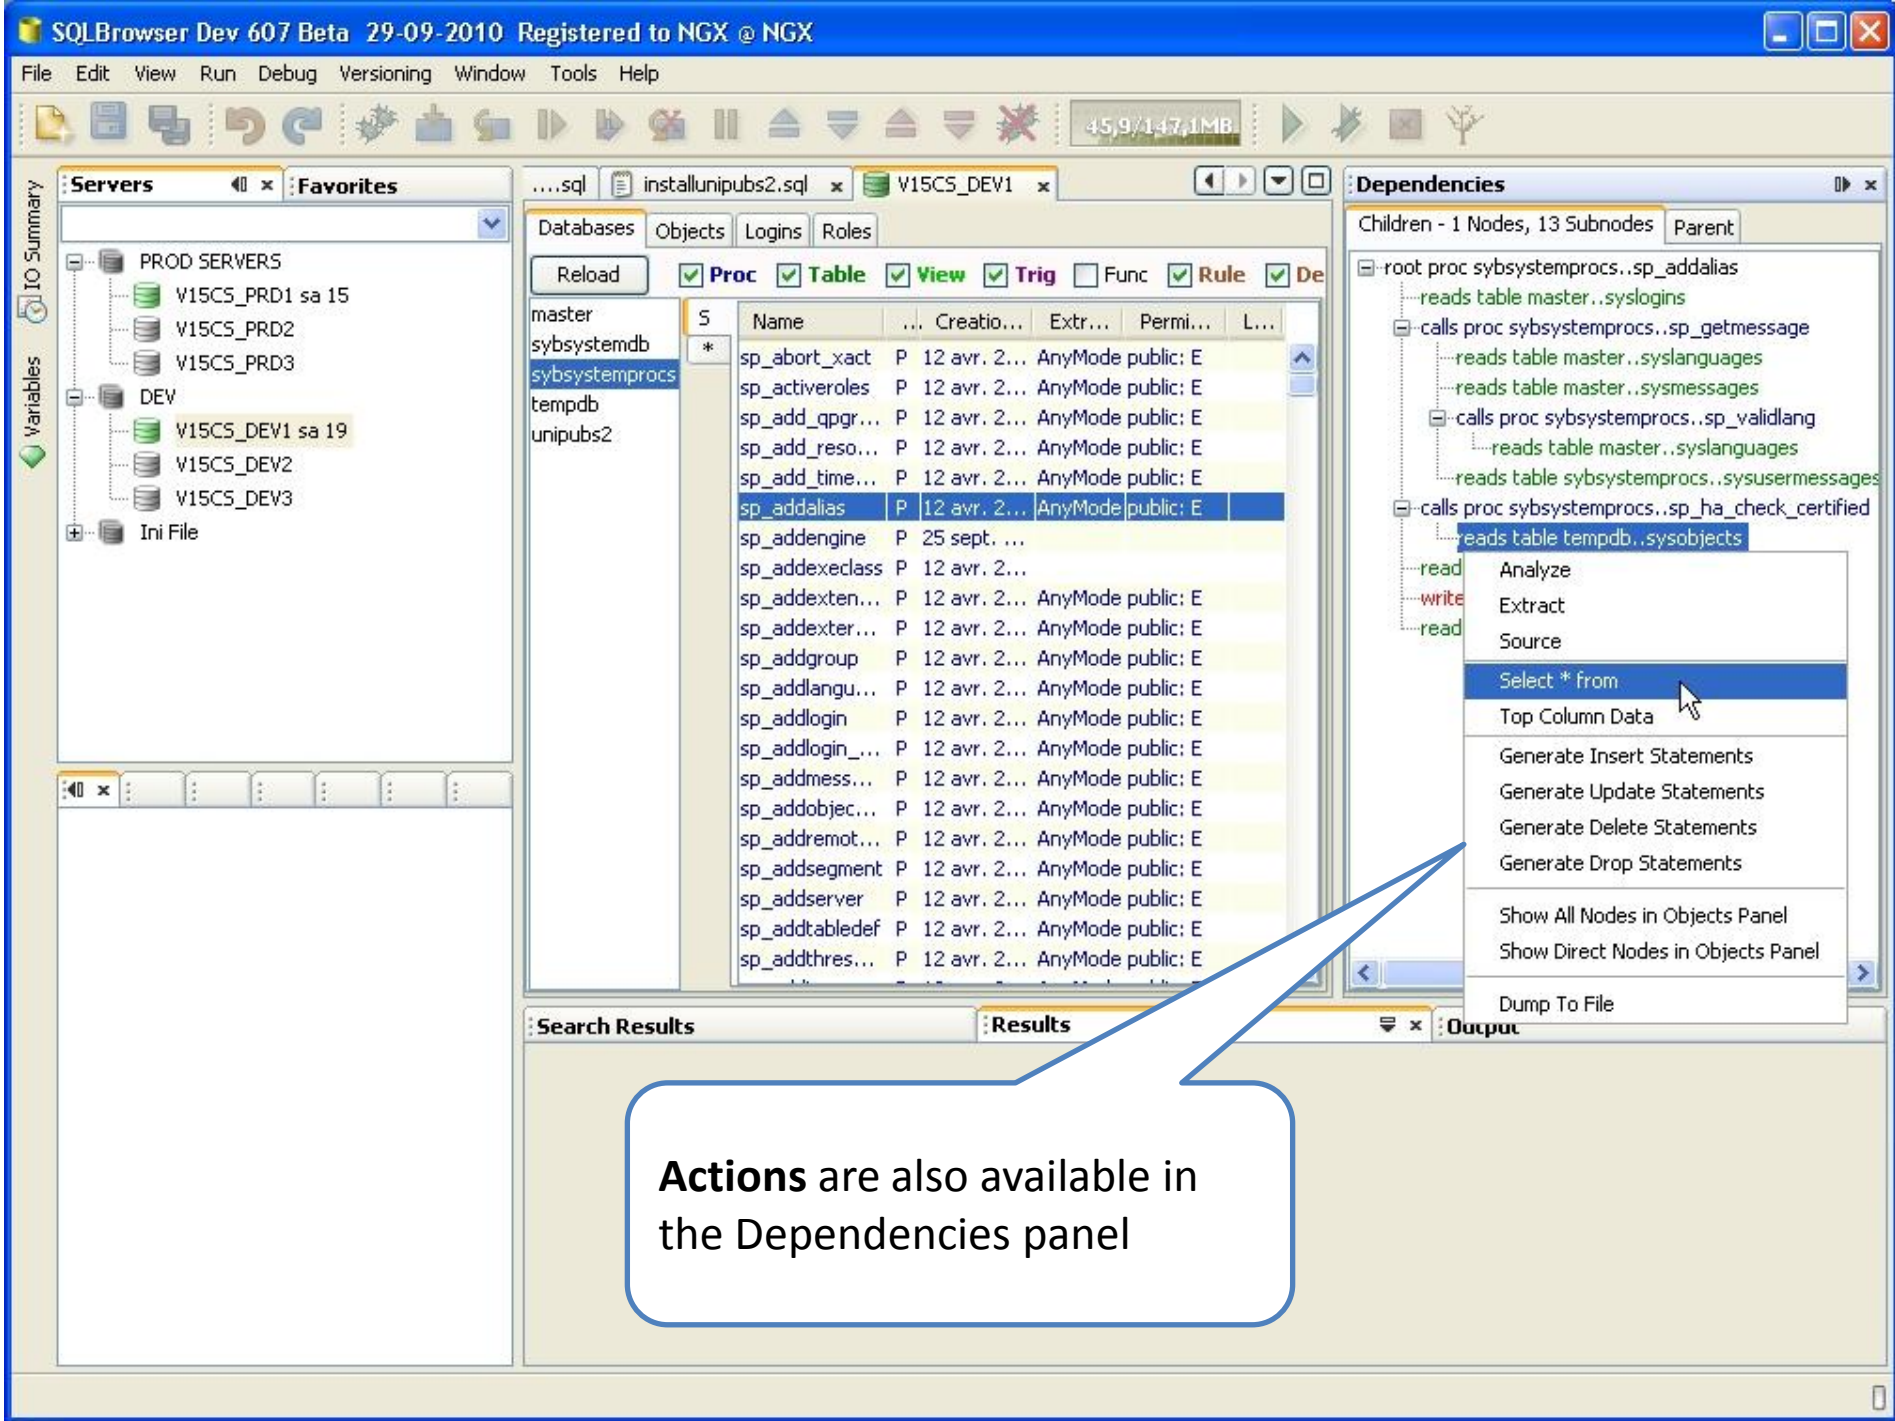 SQLBrowser Dev 607 Beta 29-09-2010 Registered to NGX @ NGX
File Edit View Run Debug Versioning Window Tools Help
45,9/147,1MB
IO Summary
Variables
Servers
Favorites
PROD SERVERS
V15CS_PRD1 sa 15
V15CS_PRD2
V15CS_PRD3
DEV
V15CS_DEV1 sa 19
V15CS_DEV2
V15CS_DEV3
Ini File
....sql installunipubs2.sql V15CS_DEV1
Databases Objects Logins Roles
Reload Proc Table View Trig Func Rule De
master
sybsystemdb
sybsystemprocs
tempdb
unipubs2
S
*
Name ... Creatio... Extr... Permi... L...
sp_abort_xact P 12 avr. 2... AnyMode public: E
sp_activeroles P 12 avr. 2... AnyMode public: E
sp_add_qpgr... P 12 avr. 2... AnyMode public: E
sp_add_reso... P 12 avr. 2... AnyMode public: E
sp_add_time... P 12 avr. 2... AnyMode public: E
sp_addalias P 12 avr. 2... AnyMode public: E
sp_addengine P 25 sept. ...
sp_addexeclass P 12 avr. 2...
sp_addexten... P 12 avr. 2... AnyMode public: E
sp_addexter... P 12 avr. 2... AnyMode public: E
sp_addgroup P 12 avr. 2... AnyMode public: E
sp_addlangu... P 12 avr. 2... AnyMode public: E
sp_addlogin P 12 avr. 2... AnyMode public: E
sp_addlogin_... P 12 avr. 2... AnyMode public: E
sp_addmess... P 12 avr. 2... AnyMode public: E
sp_addobjec... P 12 avr. 2... AnyMode public: E
sp_addremot... P 12 avr. 2... AnyMode public: E
sp_addsegment P 12 avr. 2... AnyMode public: E
sp_addserver P 12 avr. 2... AnyMode public: E
sp_addtabledef P 12 avr. 2... AnyMode public: E
sp_addthres... P 12 avr. 2... AnyMode public: E
Dependencies
Children - 1 Nodes, 13 Subnodes Parent
root proc sybsystemprocs..sp_addalias
reads table master..syslogins
calls proc sybsystemprocs..sp_getmessage
reads table master..syslanguages
reads table master..sysmessages
calls proc sybsystemprocs..sp_validlang
reads table master..syslanguages
reads table sybsystemprocs..sysusermessages
calls proc sybsystemprocs..sp_ha_check_certified
reads table tempdb..sysobjects
read
write
read
Analyze
Extract
Source
Select * from
Top Column Data
Generate Insert Statements
Generate Update Statements
Generate Delete Statements
Generate Drop Statements
Show All Nodes in Objects Panel
Show Direct Nodes in Objects Panel
Dump To File
Search Results
Results
Output
Actions are also available in
the Dependencies panel